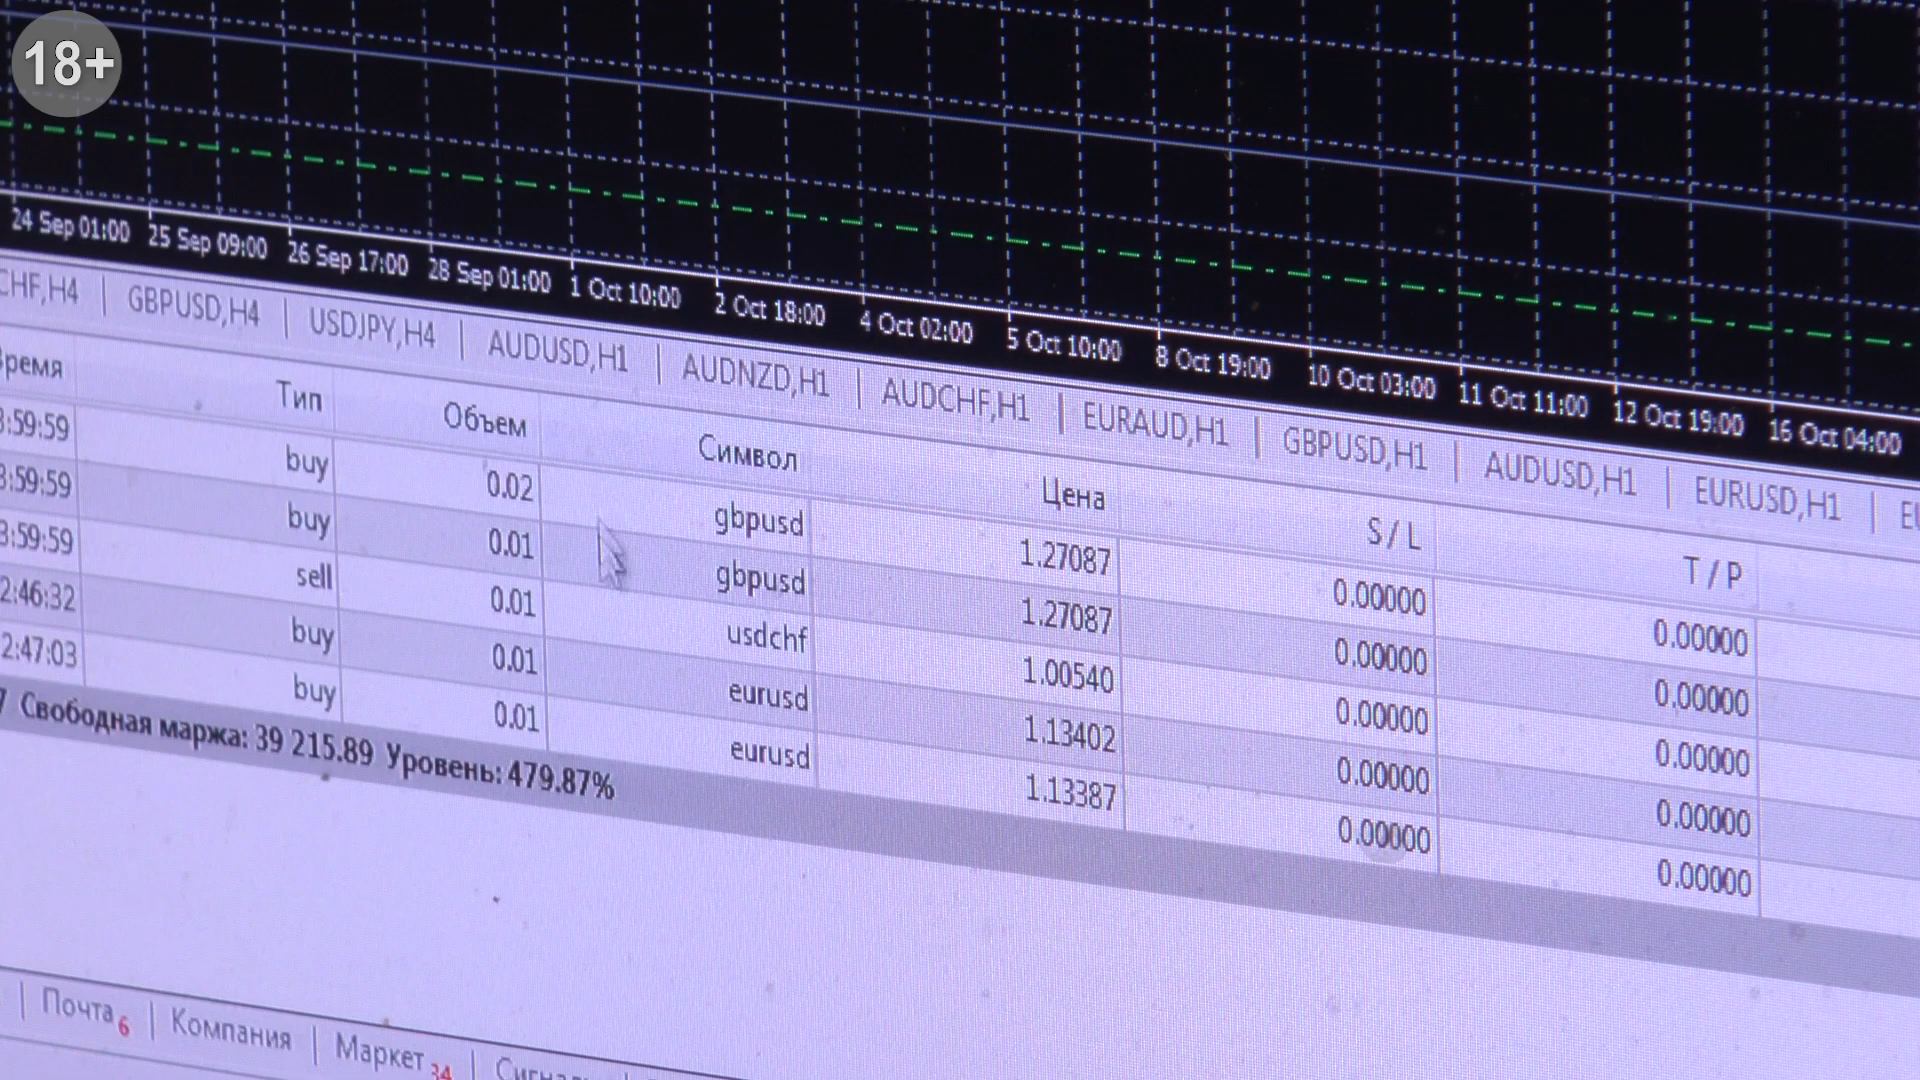 18+
24 Sep 01:00 25 Sep 09:00 26 Sep 17:00 28 Sep 01:00 1 Oct 10:00 2 Oct 18:00 4 Oct 02:00 5 Oct 10:00 8 Oct 19:00 10 Oct 03:00 11 Oct 11:00 12 Oct 19:00 16 Oct 04:00
CHF,H4 | GBPUSD,H4 | USDJPY,H4 | AUDUSD,H1 | AUDNZD,H1 | AUDCHF,H1 | EURAUD,H1 | GBPUSD,H1 | AUDUSD,H1 | EURUSD,H1 |
Время Тип Объем Символ Цена S / L T / P
3:59:59 buy 0.02 gbpusd 1.27087 0.00000 0.00000
3:59:59 buy 0.01 gbpusd 1.27087 0.00000 0.00000
3:59:59 sell 0.01 usdchf 1.00540 0.00000 0.00000
2:46:32 buy 0.01 eurusd 1.13402 0.00000 0.00000
2:47:03 buy 0.01 eurusd 1.13387 0.00000 0.00000
7 Свободная маржа: 39 215.89 Уровень: 479.87%
| Почта 6 | Компания | Маркет 34 |